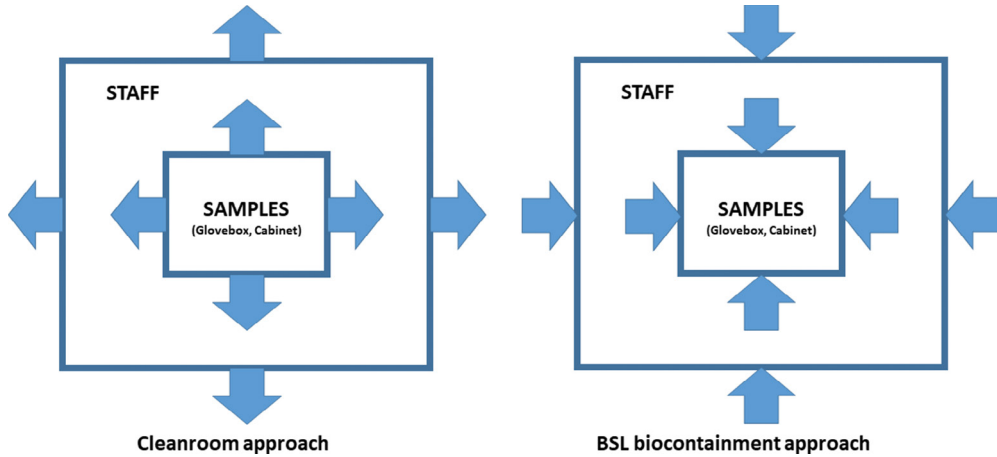 STAFF
SAMPLES
(Glovebox, Cabinet)
Cleanroom approach
STAFF
SAMPLES
(Glovebox, Cabinet)
BSL biocontainment approach